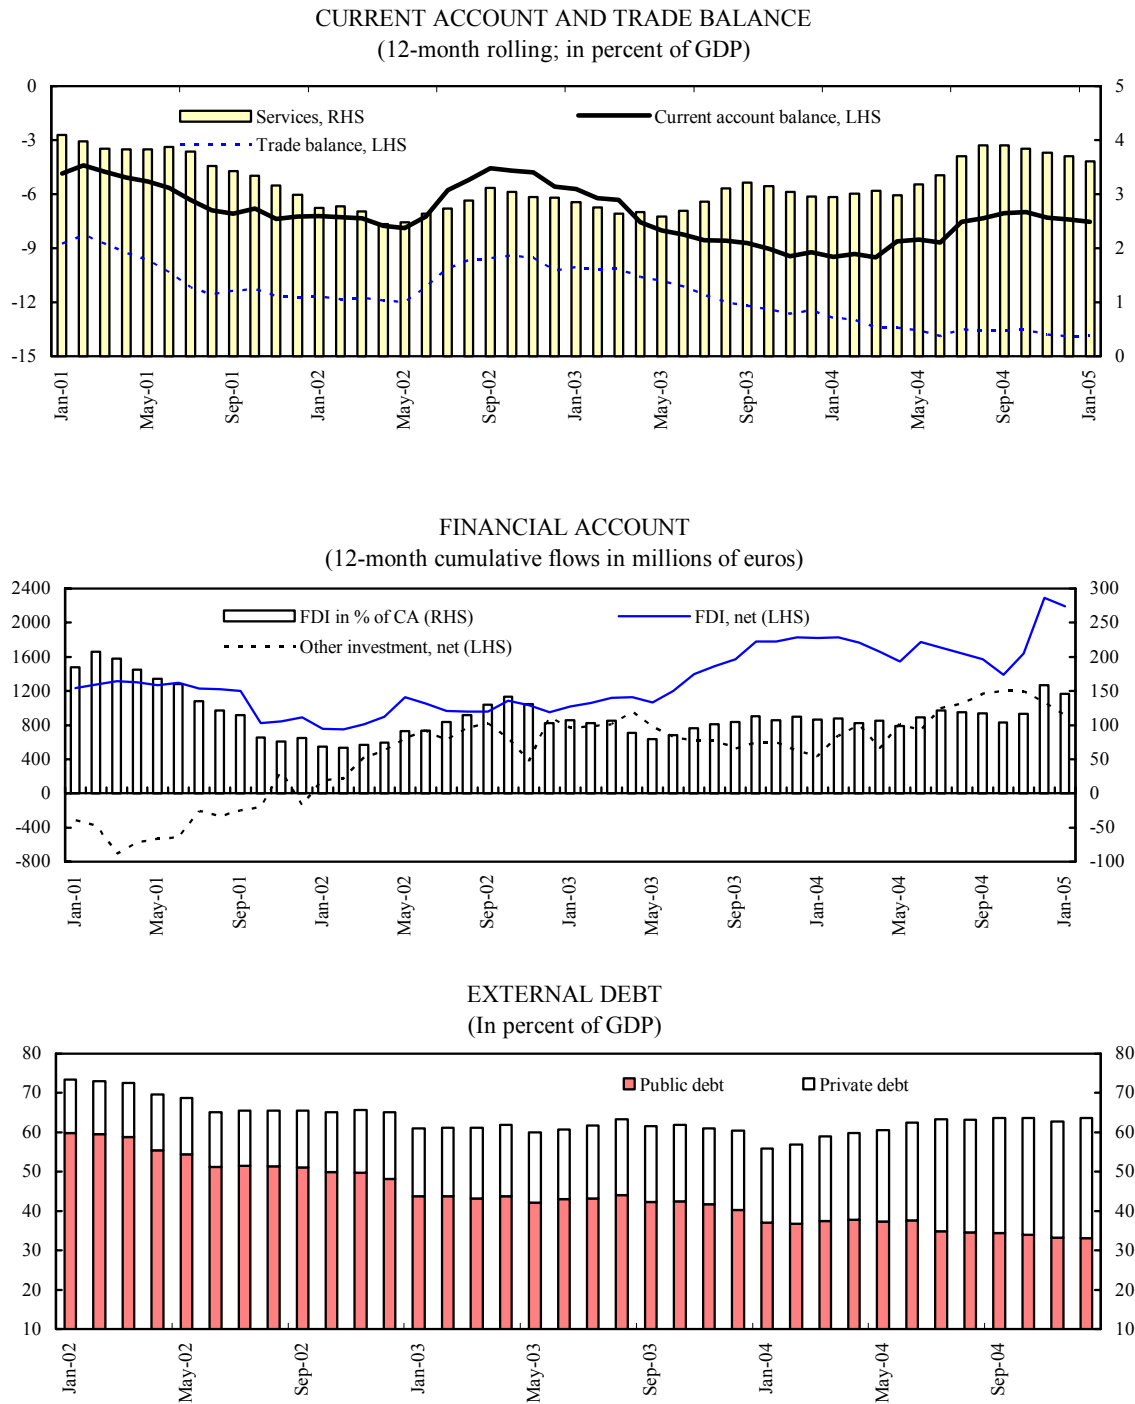 CURRENT ACCOUNT AND TRADE BALANCE
(12-month rolling; in percent of GDP)
0
-3
-6
-9
-12
-15
5
4
3
2
1
0
Services, RHS
Current account balance, LHS
Trade balance, LHS
Jan-01
May-01
Sep-01
Jan-02
May-02
Sep-02
Jan-03
May-03
Sep-03
Jan-04
May-04
Sep-04
Jan-05
FINANCIAL ACCOUNT
(12-month cumulative flows in millions of euros)
2400
2000
1600
1200
800
400
0
-400
-800
300
250
200
150
100
50
0
-50
-100
FDI in % of CA (RHS)
FDI, net (LHS)
Other investment, net (LHS)
Jan-01
May-01
Sep-01
Jan-02
May-02
Sep-02
Jan-03
May-03
Sep-03
Jan-04
May-04
Sep-04
Jan-05
EXTERNAL DEBT
(In percent of GDP)
80
70
60
50
40
30
20
10
80
70
60
50
40
30
20
10
Public debt
Private debt
Jan-02
May-02
Sep-02
Jan-03
May-03
Sep-03
Jan-04
May-04
Sep-04